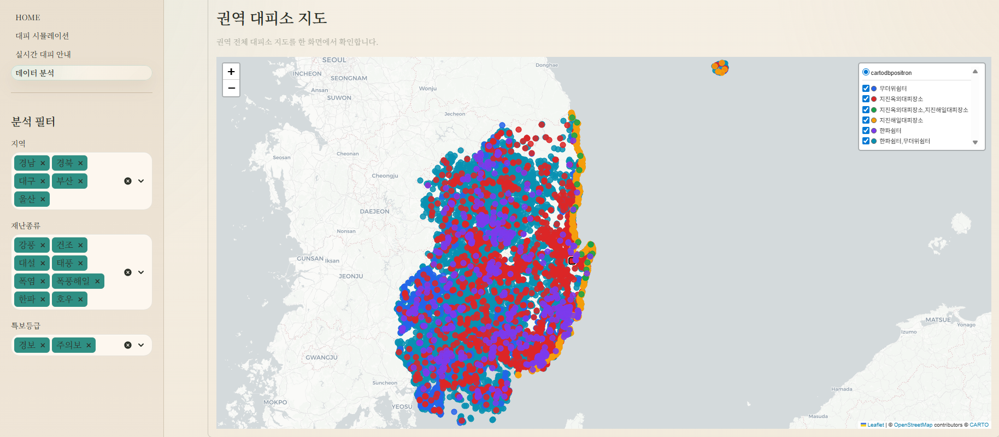 HOME
대피 시뮬레이션
실시간 대피 안내
데이터 분석
분석 필터
지역
경남 × 경북 ×
대구 × 부산 ×
울산 ×
재난종류
강풍 × 건조 ×
대설 × 태풍 ×
폭염 × 폭풍해일 ×
한파 × 호우 ×
특보등급
경보 × 주의보 ×
권역 대피소 지도
권역 전체 대피소 지도를 한 화면에서 확인합니다.
+
−
cartodbpositron
무더위쉼터
지진옥외대피장소
지진옥외대피장소,지진해일대피장소
지진해일대피장소
한파쉼터
한파쉼터,무더위쉼터
SEOUL
Donghae
INCHEON
SEONGNAM
Ansan
Wonju
SUWON
Jecheon
Cheonan
Seosan
Cheongju
DAEJEON
Nonsan
GUNSAN
Iksan
JEONJU
GWANGJU
Suncheon
MOKPO
YEOSU
MATSUE
Yonago
Izumo
Hamada
Masuda
Leaflet | © OpenStreetMap contributors © CARTO